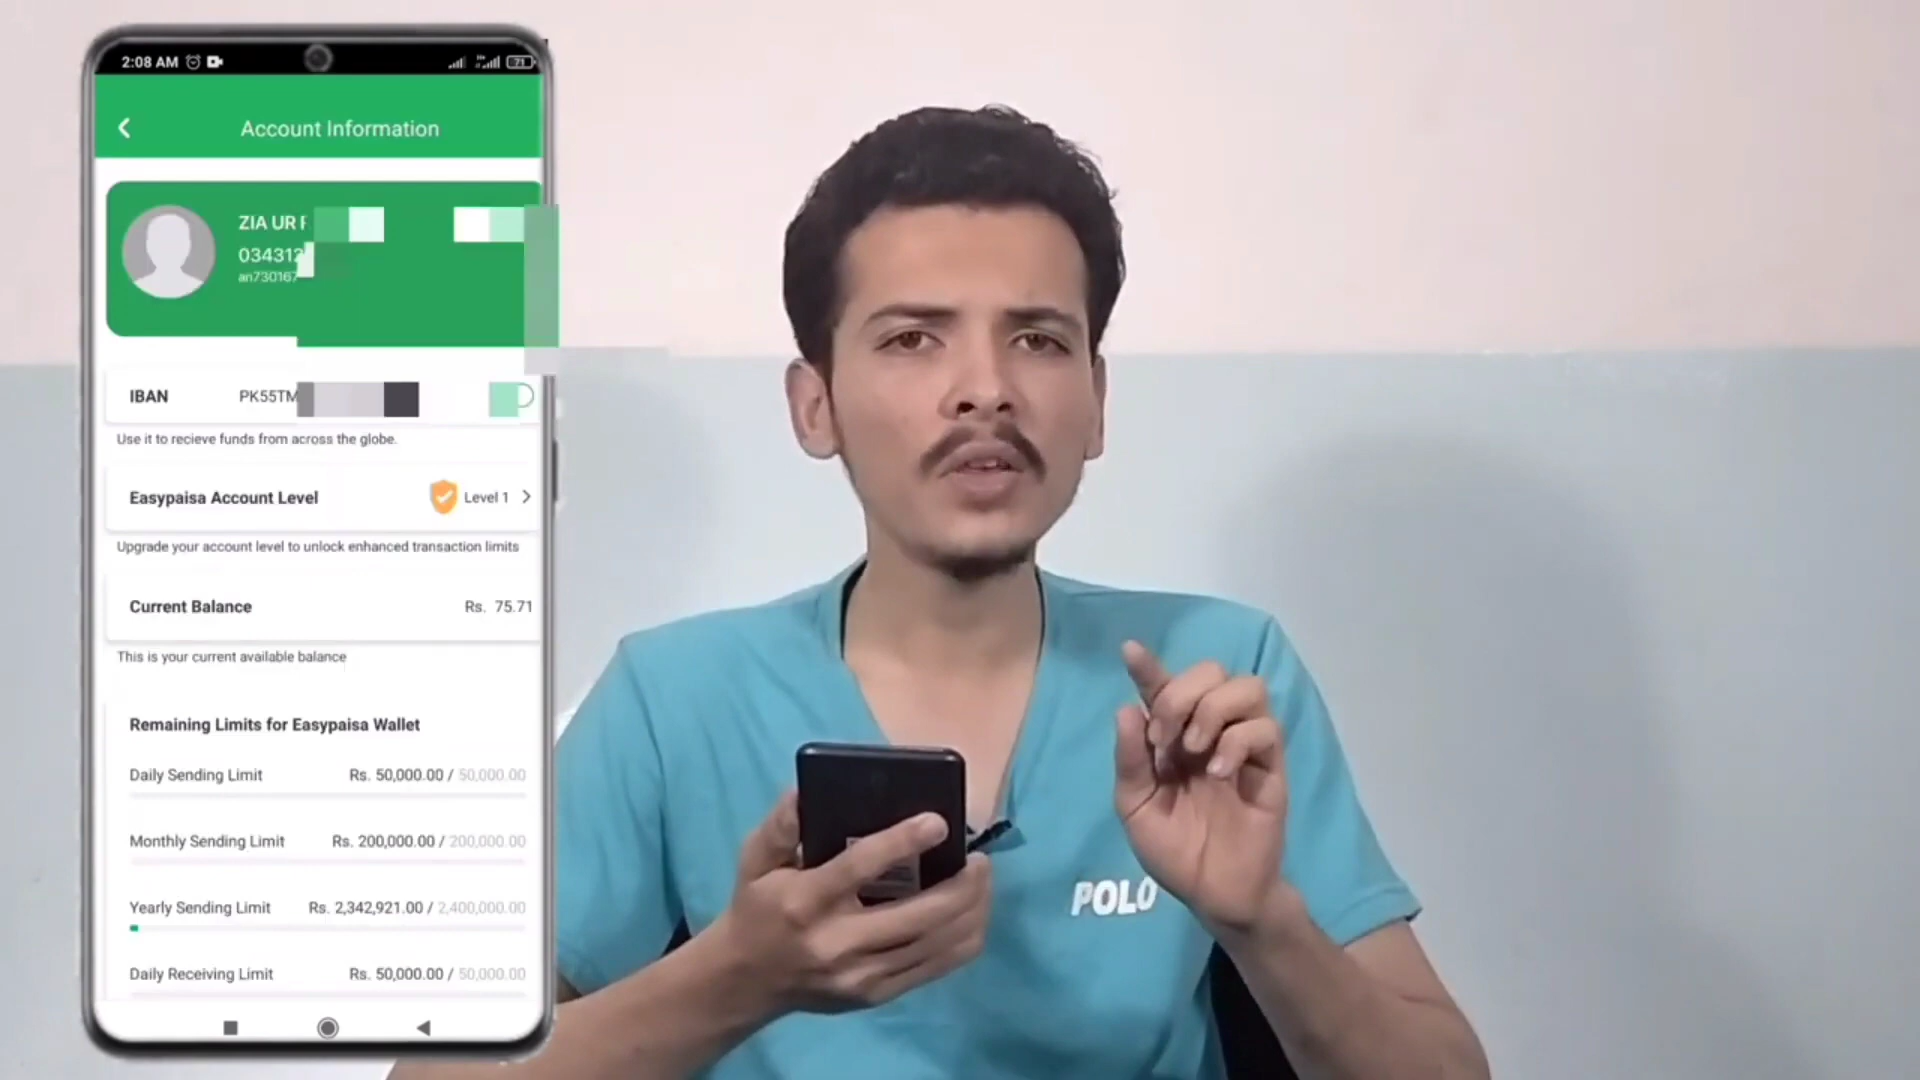 2:08 AM
71
Account Information
ZIA UR
034312
an730167
IBAN PK55TM
Use it to recieve funds from across the globe.
Easypaisa Account Level Level 1
Upgrade your account level to unlock enhanced transaction limits
Current Balance Rs. 75.71
This is your current available balance
Remaining Limits for Easypaisa Wallet
Daily Sending Limit Rs. 50,000.00 / 50,000.00
Monthly Sending Limit Rs. 200,000.00 / 200,000.00
Yearly Sending Limit Rs. 2,342,921.00 / 2,400,000.00
Daily Receiving Limit Rs. 50,000.00 / 50,000.00
POLO